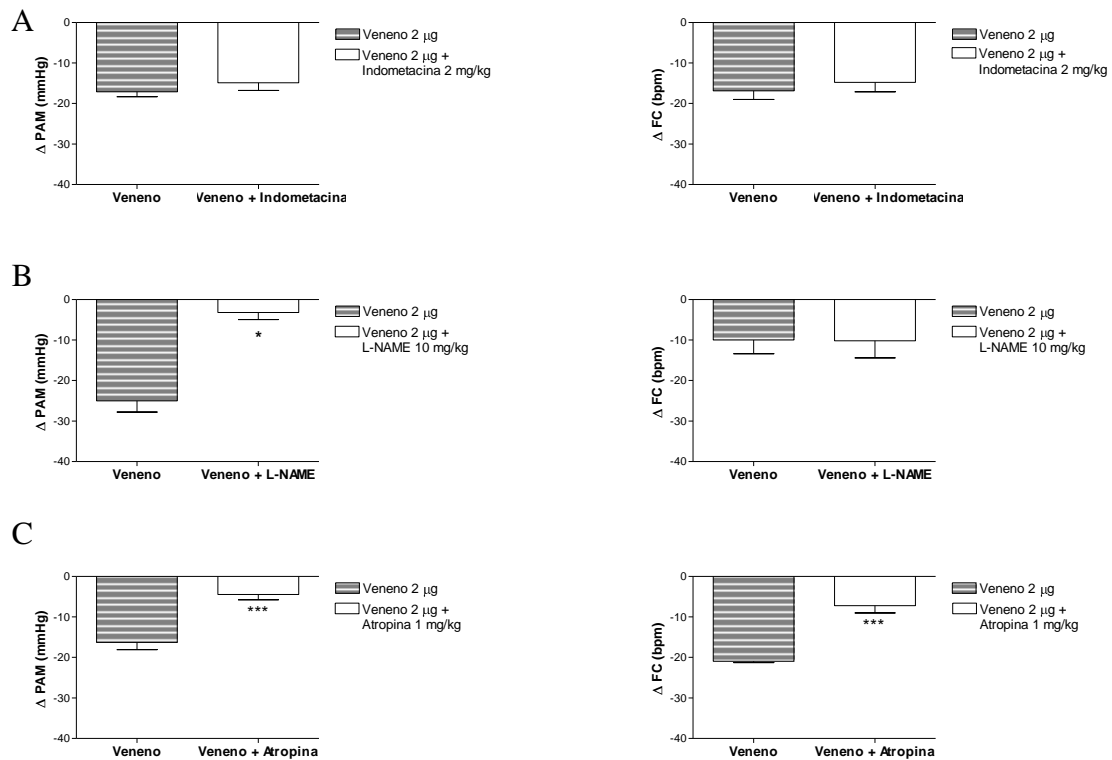 A
0
-10
-20
-30
-40
Δ PAM (mmHg)
Veneno
Veneno + Indometacina
Veneno 2 µg
Veneno 2 µg +
Indometacina 2 mg/kg
0
-10
-20
-30
-40
Δ FC (bpm)
Veneno
Veneno + Indometacina
Veneno 2 µg
Veneno 2 µg +
Indometacina 2 mg/kg
B
0
-10
-20
-30
-40
Δ PAM (mmHg)
*
Veneno
Veneno + L-NAME
Veneno 2 µg
Veneno 2 µg +
L-NAME 10 mg/kg
0
-10
-20
-30
-40
Δ FC (bpm)
Veneno
Veneno + L-NAME
Veneno 2 µg
Veneno 2 µg +
L-NAME 10 mg/kg
C
0
-10
-20
-30
-40
Δ PAM (mmHg)
***
Veneno
Veneno + Atropina
Veneno 2 µg
Veneno 2 µg +
Atropina 1 mg/kg
0
-10
-20
-30
-40
Δ FC (bpm)
***
Veneno
Veneno + Atropina
Veneno 2 µg
Veneno 2 µg +
Atropina 1 mg/kg